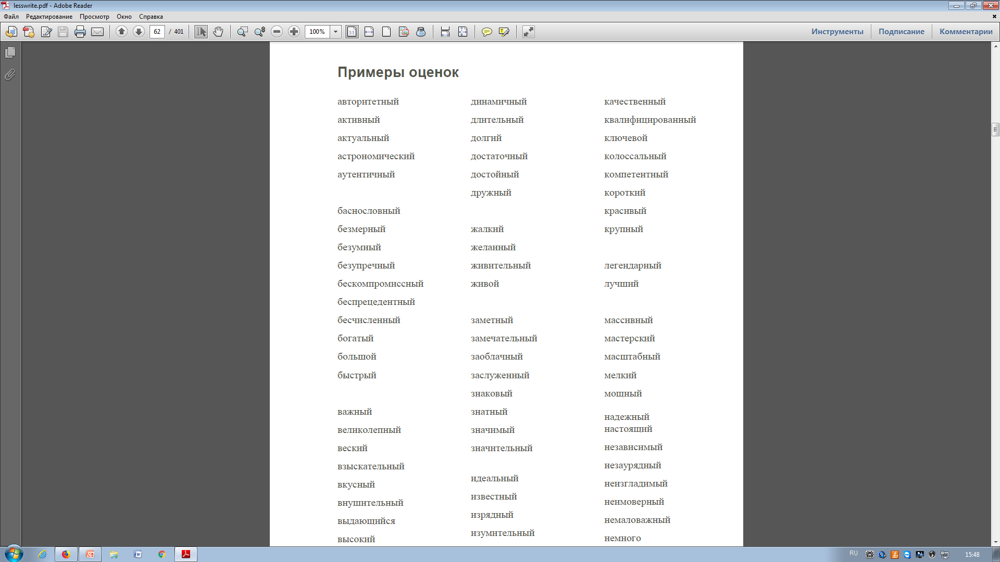 lesswrite.pdf - Adobe Reader
Файл Редактирование Просмотр Окно Справка
62 / 401 100% Инструменты Подписание Комментарии
Примеры оценок
авторитетный
активный
актуальный
астрономический
аутентичный
баснословный
безмерный
безумный
безупречный
бескомпромиссный
беспрецедентный
бесчисленный
богатый
большой
быстрый
важный
великолепный
веский
взыскательный
вкусный
внушительный
выдающийся
высокий
динамичный
длительный
долгий
достаточный
достойный
дружный
жалкий
желанный
живительный
живой
заметный
замечательный
заоблачный
заслуженный
знаковый
знатный
значимый
значительный
идеальный
известный
изрядный
изумительный
качественный
квалифицированный
ключевой
колоссальный
компетентный
короткий
красивый
крупный
легендарный
лучший
массивный
мастерский
масштабный
мелкий
мощный
надежный
настоящий
независимый
незаурядный
неизгладимый
неимоверный
немаловажный
немного
RU 15:48